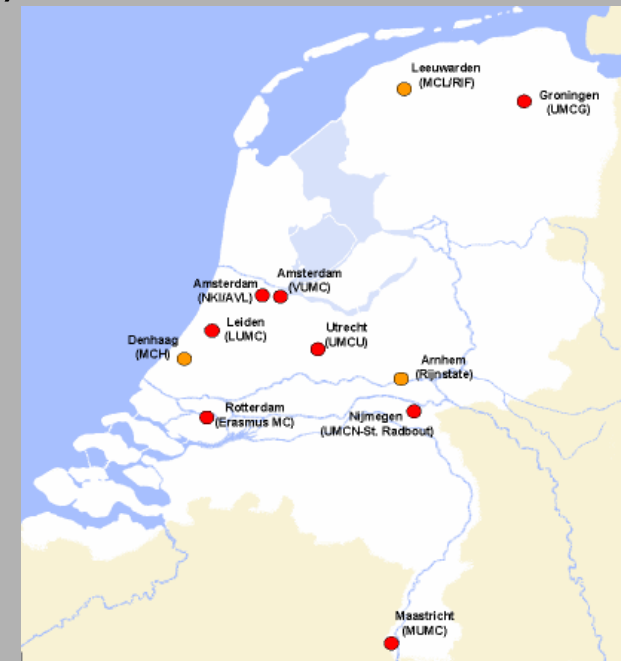 Leeuwarden
(MCL/RIF)
Groningen
(UMCG)
Amsterdam
(VUMC)
Amsterdam
(NKI/AVL)
Leiden
(LUMC)
Utrecht
(UMCU)
Denhaag
(MCH)
Arnhem
(Rijnstate)
Rotterdam
(Erasmus MC)
Nijmegen
(UMCN-St. Radbout)
Maastricht
(MUMC)